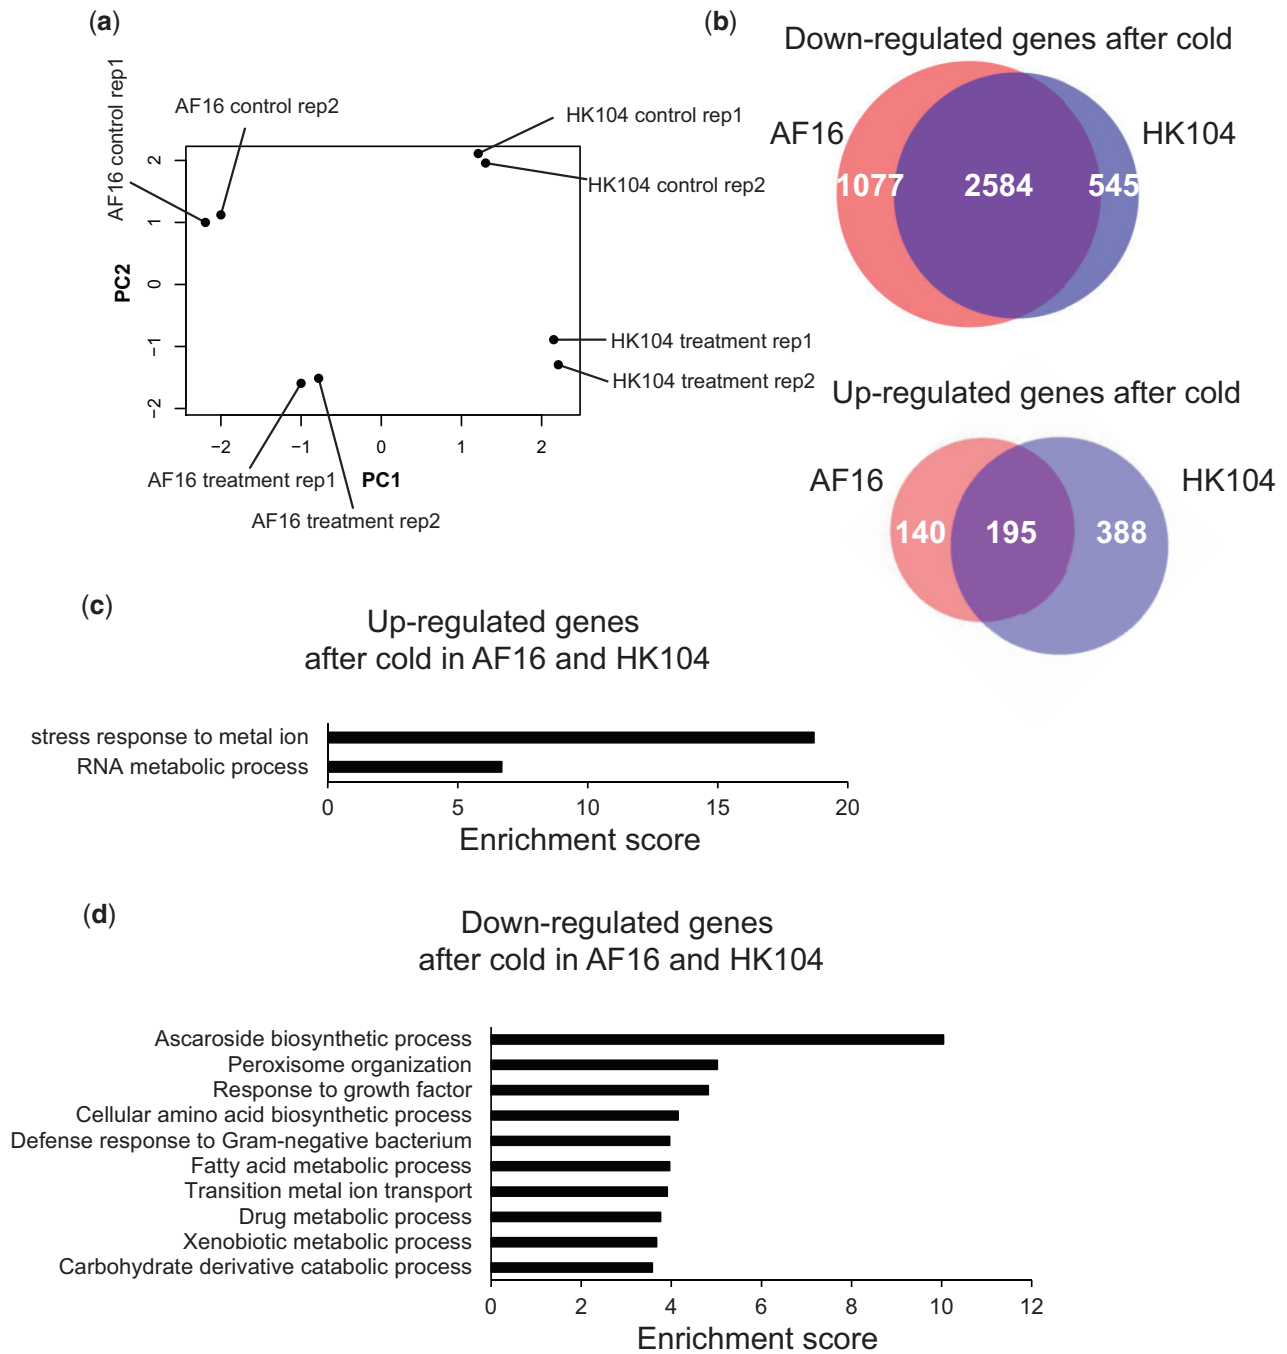 (a)
AF16 control rep1
AF16 control rep2
HK104 control rep1
HK104 control rep2
HK104 treatment rep1
HK104 treatment rep2
AF16 treatment rep1
AF16 treatment rep2
PC2
2
1
0
−1
−2
−2 −1 0 1 2
PC1
(b)
Down-regulated genes after cold
AF16
HK104
1077 2584 545
Up-regulated genes after cold
AF16
HK104
140 195 388
(c)
Up-regulated genes
after cold in AF16 and HK104
stress response to metal ion
RNA metabolic process
0 5 10 15 20
Enrichment score
(d)
Down-regulated genes
after cold in AF16 and HK104
Ascaroside biosynthetic process
Peroxisome organization
Response to growth factor
Cellular amino acid biosynthetic process
Defense response to Gram-negative bacterium
Fatty acid metabolic process
Transition metal ion transport
Drug metabolic process
Xenobiotic metabolic process
Carbohydrate derivative catabolic process
0 2 4 6 8 10 12
Enrichment score